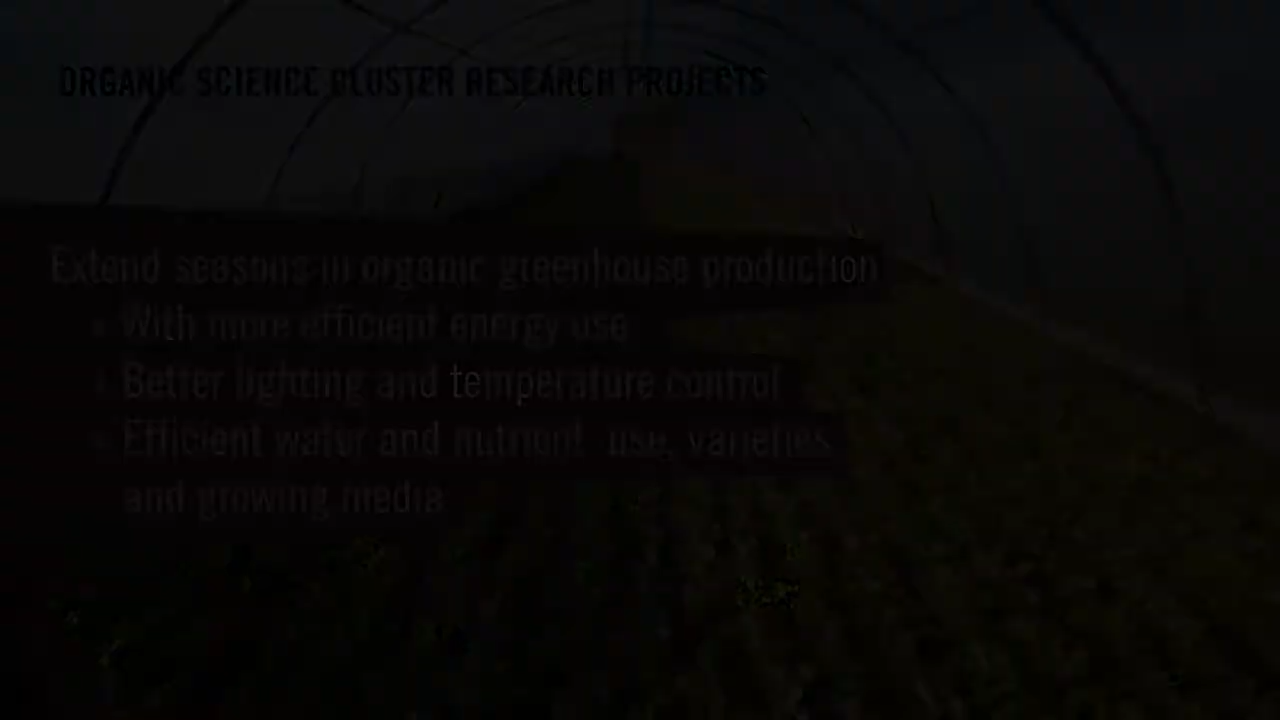 ORGANIC SCIENCE CLUSTER RESEARCH PROJECTS
Extend seasons in organic greenhouse production
• With more efficient energy use
• Better lighting and temperature control
• Efficient water and nutrient use, varieties
and growing media